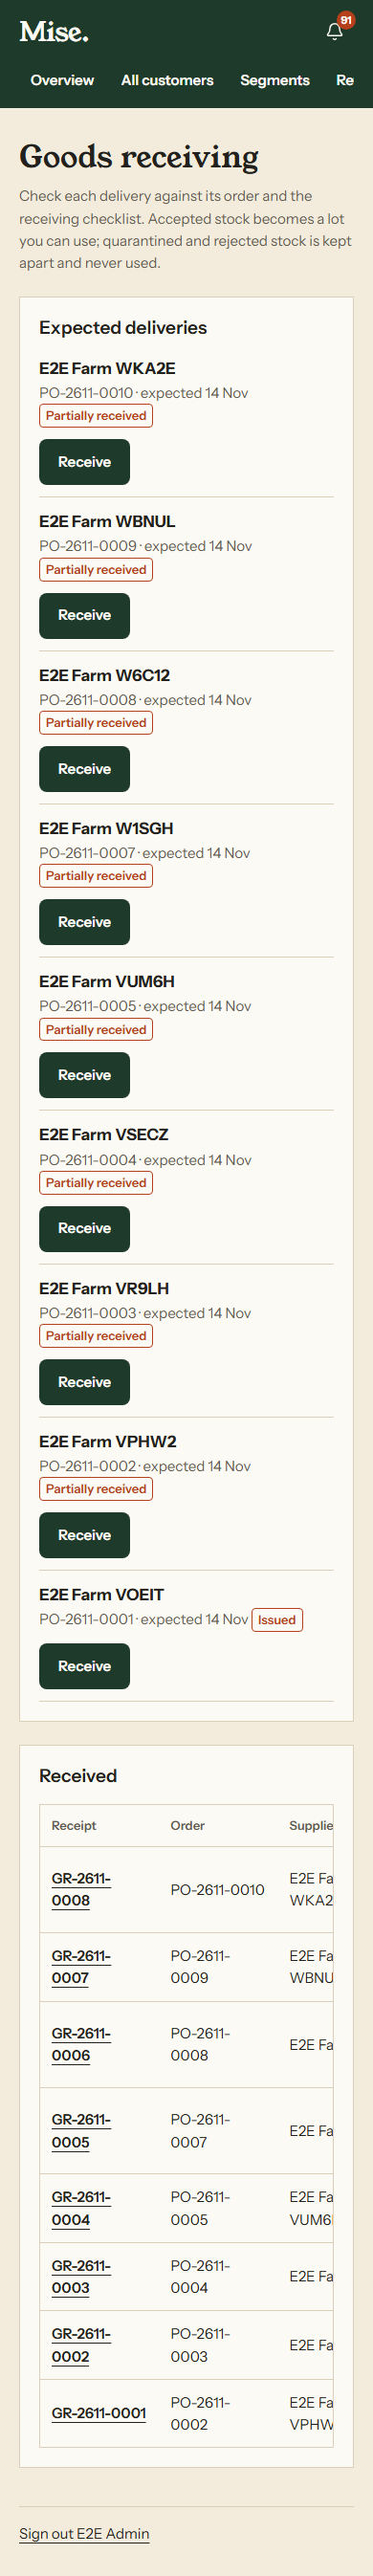 Mise.
91
Overview All customers Segments Re
Goods receiving
Check each delivery against its order and the
receiving checklist. Accepted stock becomes a lot
you can use; quarantined and rejected stock is kept
apart and never used.
Expected deliveries
E2E Farm WKA2E
PO-2611-0010 · expected 14 Nov
Partially received
Receive
E2E Farm WBNUL
PO-2611-0009 · expected 14 Nov
Partially received
Receive
E2E Farm W6C12
PO-2611-0008 · expected 14 Nov
Partially received
Receive
E2E Farm W1SGH
PO-2611-0007 · expected 14 Nov
Partially received
Receive
E2E Farm VUM6H
PO-2611-0005 · expected 14 Nov
Partially received
Receive
E2E Farm VSECZ
PO-2611-0004 · expected 14 Nov
Partially received
Receive
E2E Farm VR9LH
PO-2611-0003 · expected 14 Nov
Partially received
Receive
E2E Farm VPHW2
PO-2611-0002 · expected 14 Nov
Partially received
Receive
E2E Farm VOEIT
PO-2611-0001 · expected 14 Nov Issued
Receive
Received
Receipt Order Supplie
GR-2611-
0008
PO-2611-0010
E2E Fa
WKA2
GR-2611-
0007
PO-2611-
0009
E2E Fa
WBNU
GR-2611-
0006
PO-2611-
0008
E2E Fa
GR-2611-
0005
PO-2611-
0007
E2E Fa
GR-2611-
0004
PO-2611-
0005
E2E Fa
VUM6
GR-2611-
0003
PO-2611-
0004
E2E Fa
GR-2611-
0002
PO-2611-
0003
E2E Fa
GR-2611-0001
PO-2611-
0002
E2E Fa
VPHW
Sign out E2E Admin